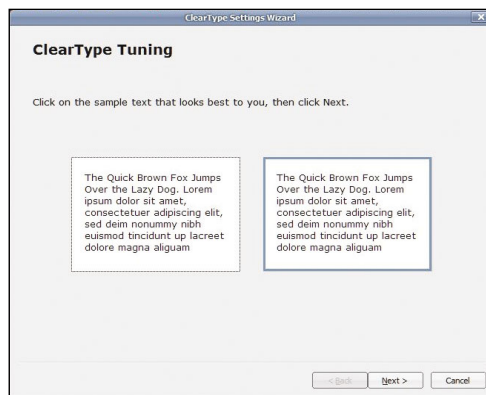 ClearType Settings Wizard
ClearType Tuning
Click on the sample text that looks best to you, then click Next.
The Quick Brown Fox Jumps
Over the Lazy Dog. Lorem
ipsum dolor sit amet,
consectetuer adipiscing elit,
sed deim nonummy nibh
euismod tincidunt up lacreet
dolore magna aliguam
The Quick Brown Fox Jumps
Over the Lazy Dog. Lorem
ipsum dolor sit amet,
consectetuer adipiscing elit,
sed deim nonummy nibh
euismod tincidunt up lacreet
dolore magna aliguam
< Back Next > Cancel